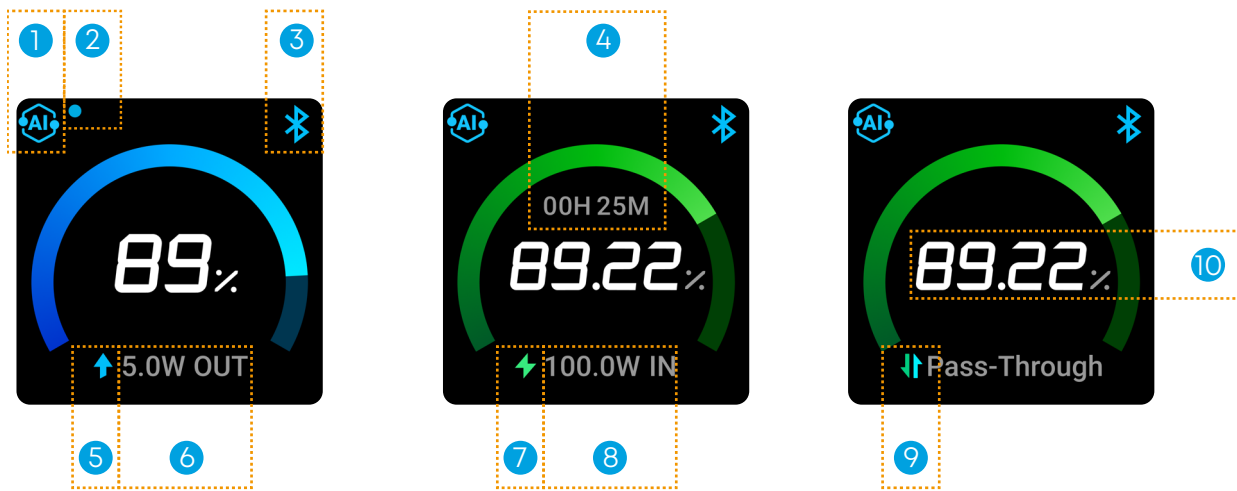 1 2 3 4
AI AI AI
00H 25M
89% 89.22% 89.22% 10
5.0W OUT 100.0W IN Pass-Through
5 6 7 8 9